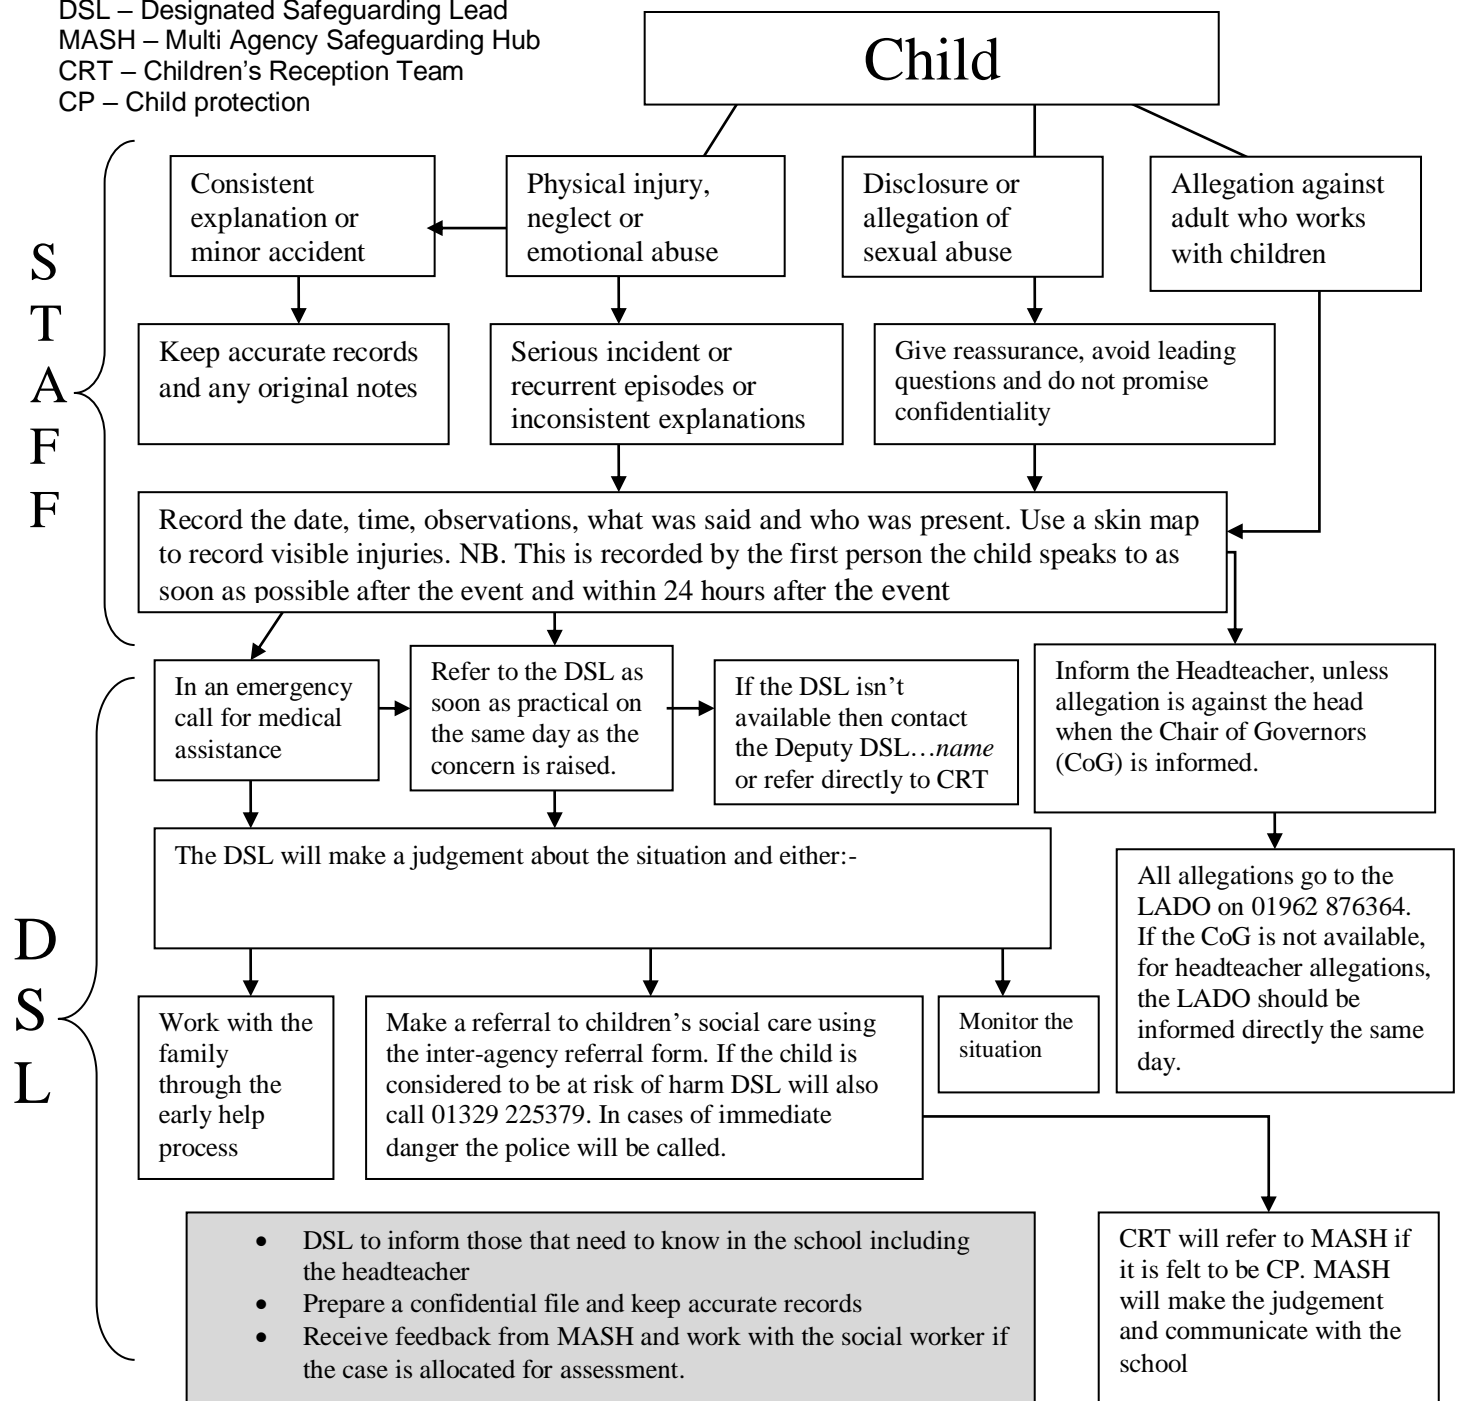 DSL – Designated Safeguarding Lead
MASH – Multi Agency Safeguarding Hub
CRT – Children's Reception Team
CP – Child protection
Child
S
T
A
F
F
Consistent
explanation or
minor accident
Physical injury,
neglect or
emotional abuse
Disclosure or
allegation of
sexual abuse
Allegation against
adult who works
with children
Keep accurate records
and any original notes
Serious incident or
recurrent episodes or
inconsistent explanations
Give reassurance, avoid leading
questions and do not promise
confidentiality
Record the date, time, observations, what was said and who was present. Use a skin map
to record visible injuries. NB. This is recorded by the first person the child speaks to as
soon as possible after the event and within 24 hours after the event
D
S
L
In an emergency
call for medical
assistance
Refer to the DSL as
soon as practical on
the same day as the
concern is raised.
If the DSL isn't
available then contact
the Deputy DSL…name
or refer directly to CRT
Inform the Headteacher, unless
allegation is against the head
when the Chair of Governors
(CoG) is informed.
The DSL will make a judgement about the situation and either:-
All allegations go to the
LADO on 01962 876364.
If the CoG is not available,
for headteacher allegations,
the LADO should be
informed directly the same
day.
Work with the
family
through the
early help
process
Make a referral to children's social care using
the inter-agency referral form. If the child is
considered to be at risk of harm DSL will also
call 01329 225379. In cases of immediate
danger the police will be called.
Monitor the
situation
• DSL to inform those that need to know in the school including
the headteacher
• Prepare a confidential file and keep accurate records
• Receive feedback from MASH and work with the social worker if
the case is allocated for assessment.
CRT will refer to MASH if
it is felt to be CP. MASH
will make the judgement
and communicate with the
school